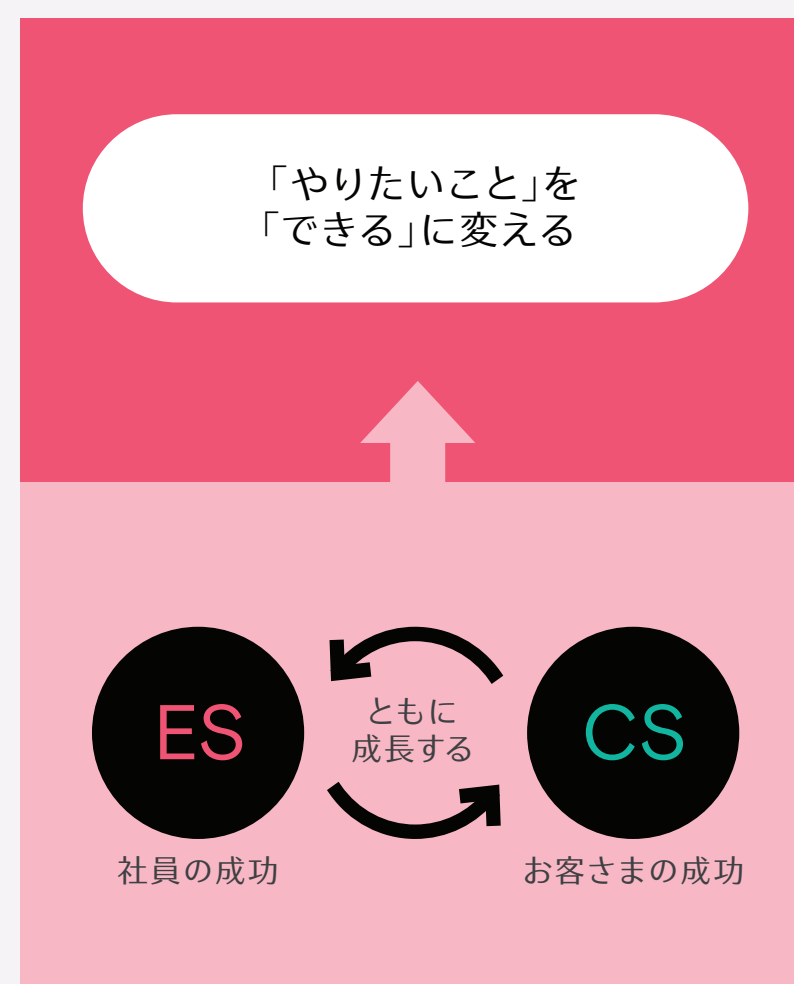 「やりたいこと」を
「できる」に変える
ES
ともに
成長する
CS
社員の成功
お客さまの成功